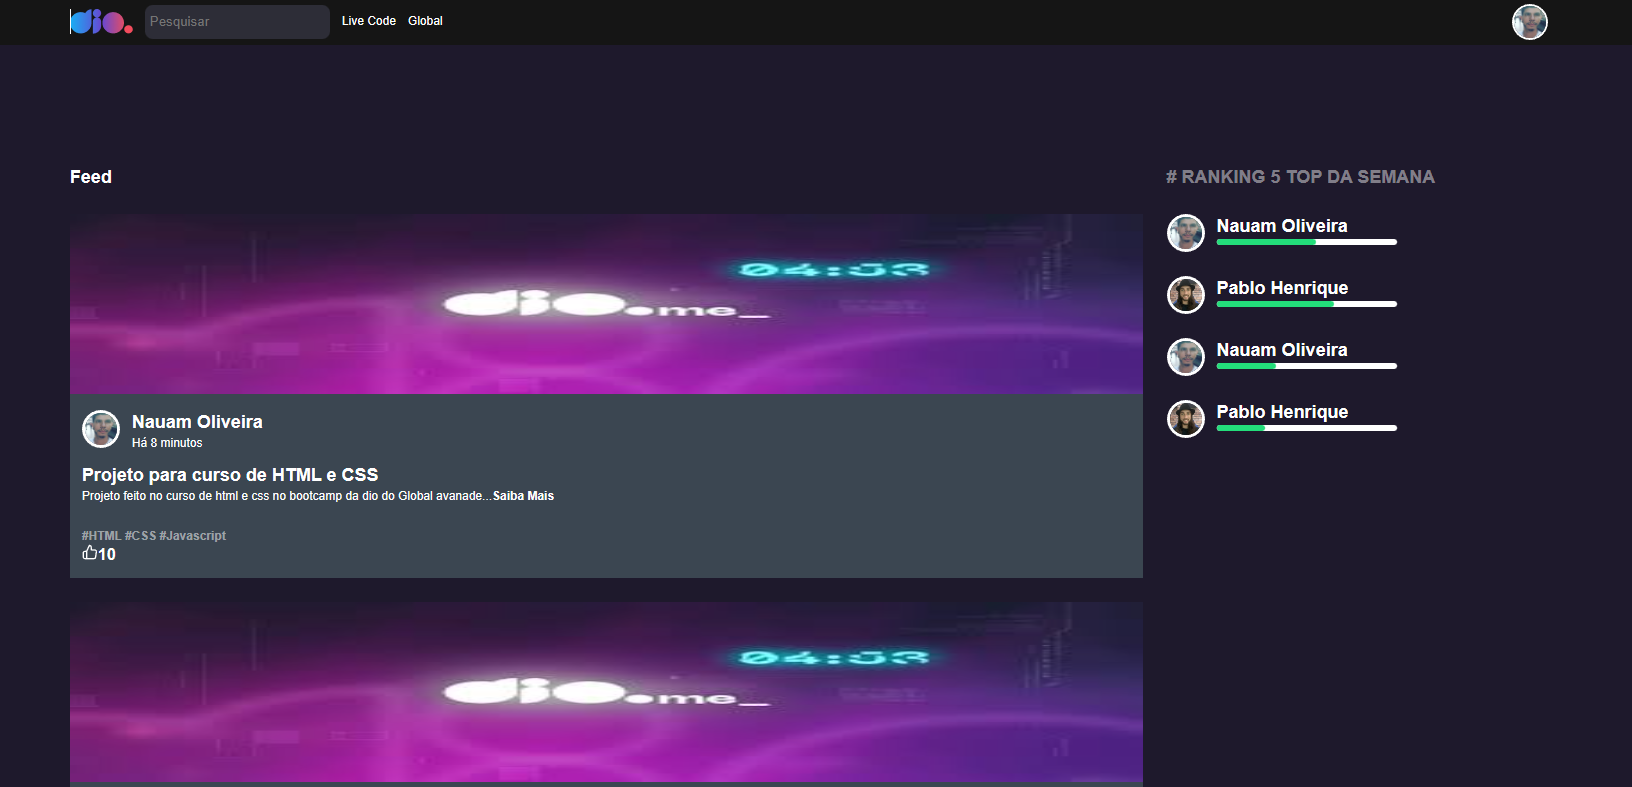 dio.
Pesquisar
Live Code
Global
Feed
04:03
dio.me_
Nauam Oliveira
Há 8 minutos
Projeto para curso de HTML e CSS
Projeto feito no curso de html e css no bootcamp da dio do Global avanade...Saiba Mais
#HTML #CSS #Javascript
10
04:03
dio.me_
# RANKING 5 TOP DA SEMANA
Nauam Oliveira
Pablo Henrique
Nauam Oliveira
Pablo Henrique